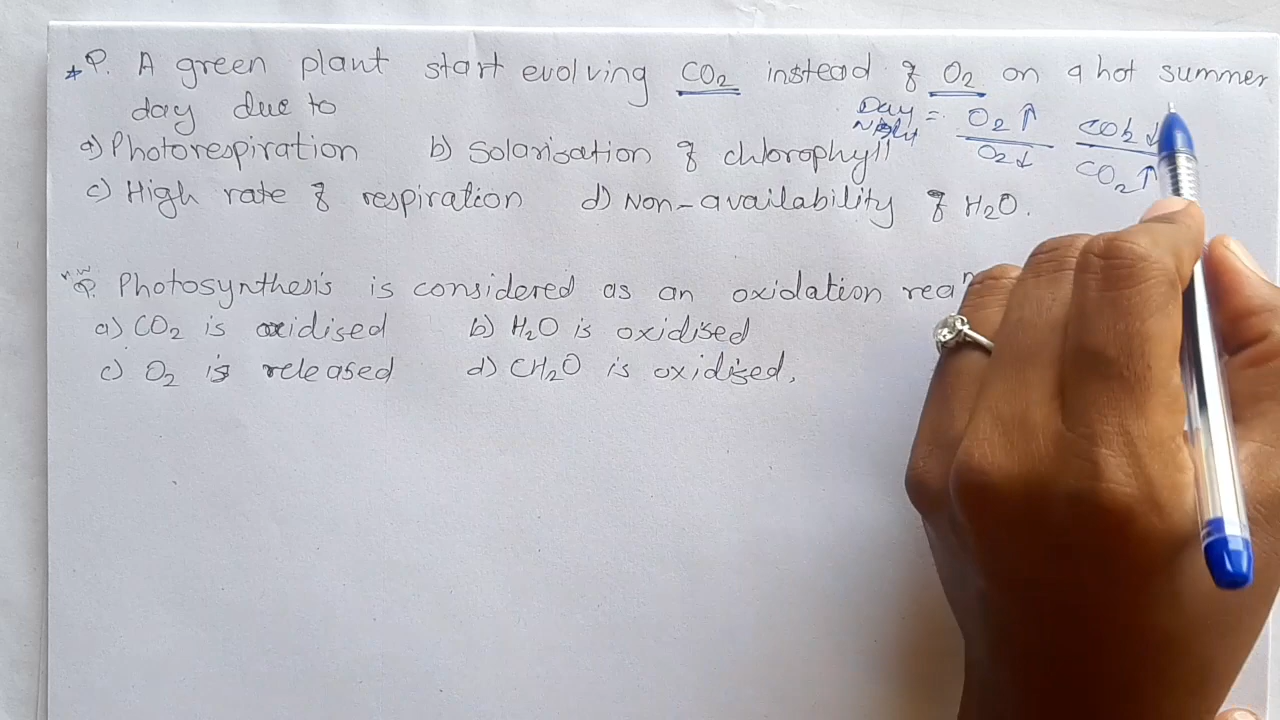 * Q. A green plant start evolving CO₂ instead of O₂ on a hot summer
day due to
Day = O₂ ↑ CO₂ ↓
Night O₂ ↓ CO₂ ↑
a) Photorespiration b) Solarisation of chlorophyll
c) High rate of respiration d) Non-availability of H₂O.
Q. Photosynthesis is considered as an oxidation rea
a) CO₂ is oxidised b) H₂O is oxidised
c) O₂ is released d) CH₂O is oxidised,